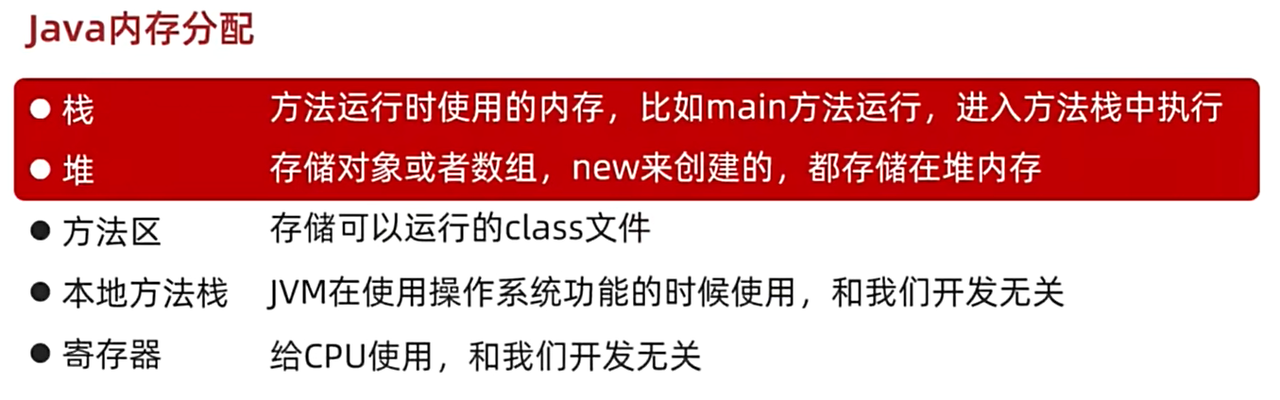 Java内存分配
● 栈 方法运行时使用的内存，比如main方法运行，进入方法栈中执行
● 堆 存储对象或者数组，new来创建的，都存储在堆内存
● 方法区 存储可以运行的class文件
● 本地方法栈 JVM在使用操作系统功能的时候使用，和我们开发无关
● 寄存器 给CPU使用，和我们开发无关